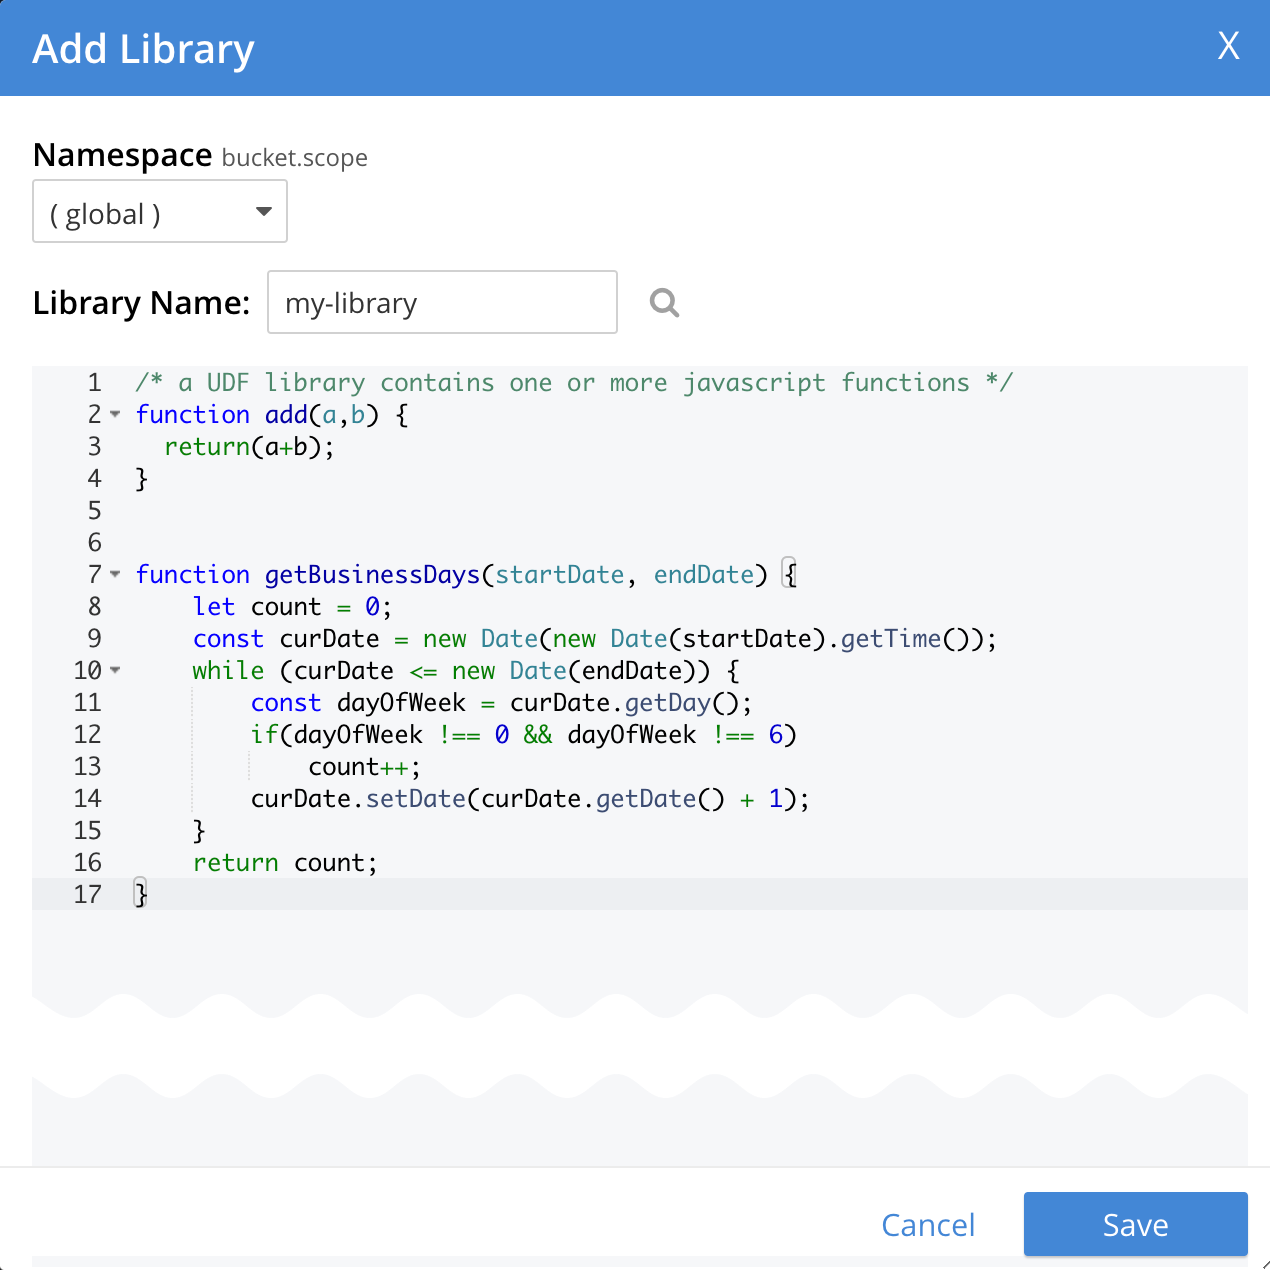 Add Library X
Namespace bucket.scope
( global )
Library Name: my-library
1 /* a UDF library contains one or more javascript functions */
2 function add(a,b) {
3   return(a+b);
4 }
5
6
7 function getBusinessDays(startDate, endDate) {
8     let count = 0;
9     const curDate = new Date(new Date(startDate).getTime());
10     while (curDate <= new Date(endDate)) {
11         const dayOfWeek = curDate.getDay();
12         if(dayOfWeek !== 0 && dayOfWeek !== 6)
13             count++;
14         curDate.setDate(curDate.getDate() + 1);
15     }
16     return count;
17 }
Cancel Save